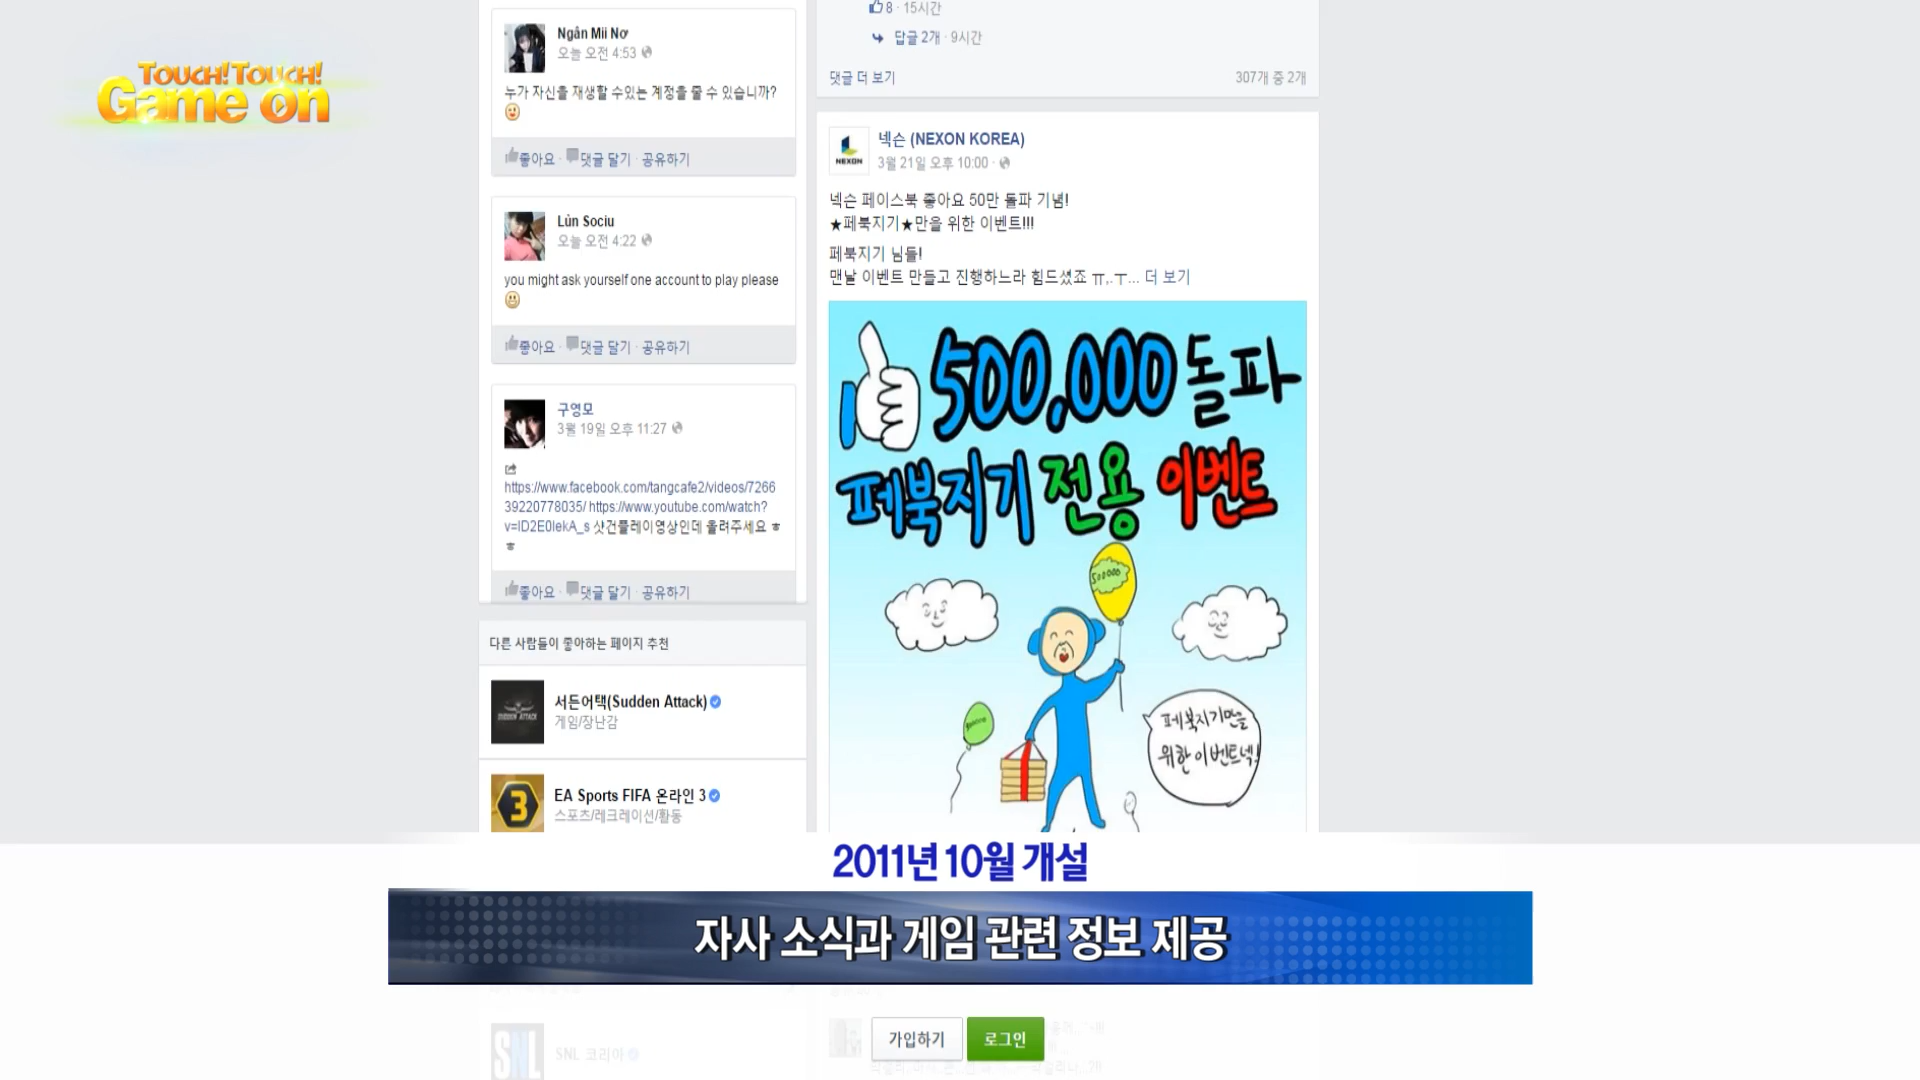 Touch! Touch!
Game on
Ngân Mii Nơ
오늘 오전 4:53
누가 자신을 재생할 수있는 계정을 줄 수 있습니까?
좋아요 · 댓글 달기 · 공유하기
Lủn Sociu
오늘 오전 4:22
you might ask yourself one account to play please
좋아요 · 댓글 달기 · 공유하기
구영모
3월 19일 오후 11:27
https://www.facebook.com/tangcafe2/videos/7266
39220778035/ https://www.youtube.com/watch?
v=ID2E0lekA_s 샷건플레이영상인데 올려주세요 ㅎ
ㅎ
좋아요 · 댓글 달기 · 공유하기
다른 사람들이 좋아하는 페이지 추천
SUDDEN ATTACK
서든어택(Sudden Attack)
게임/장난감
3
EA Sports FIFA 온라인 3
스포츠/레크레이션/활동
8 · 15시간
답글 2개 · 9시간
댓글 더 보기
307개 중 2개
NEXON
넥슨 (NEXON KOREA)
3월 21일 오후 10:00 ·
넥슨 페이스북 좋아요 50만 돌파 기념!
★페북지기★만을 위한 이벤트!!!
페북지기 님들!
맨날 이벤트 만들고 진행하느라 힘드셨죠 ㅠ,.ㅜ... 더 보기
500,000 돌파
페북지기 전용 이벤트
500000
페북지기만을
위한 이벤트넥!
2011년 10월 개설
자사 소식과 게임 관련 정보 제공
SNL
SNL 코리아
가입하기
로그인